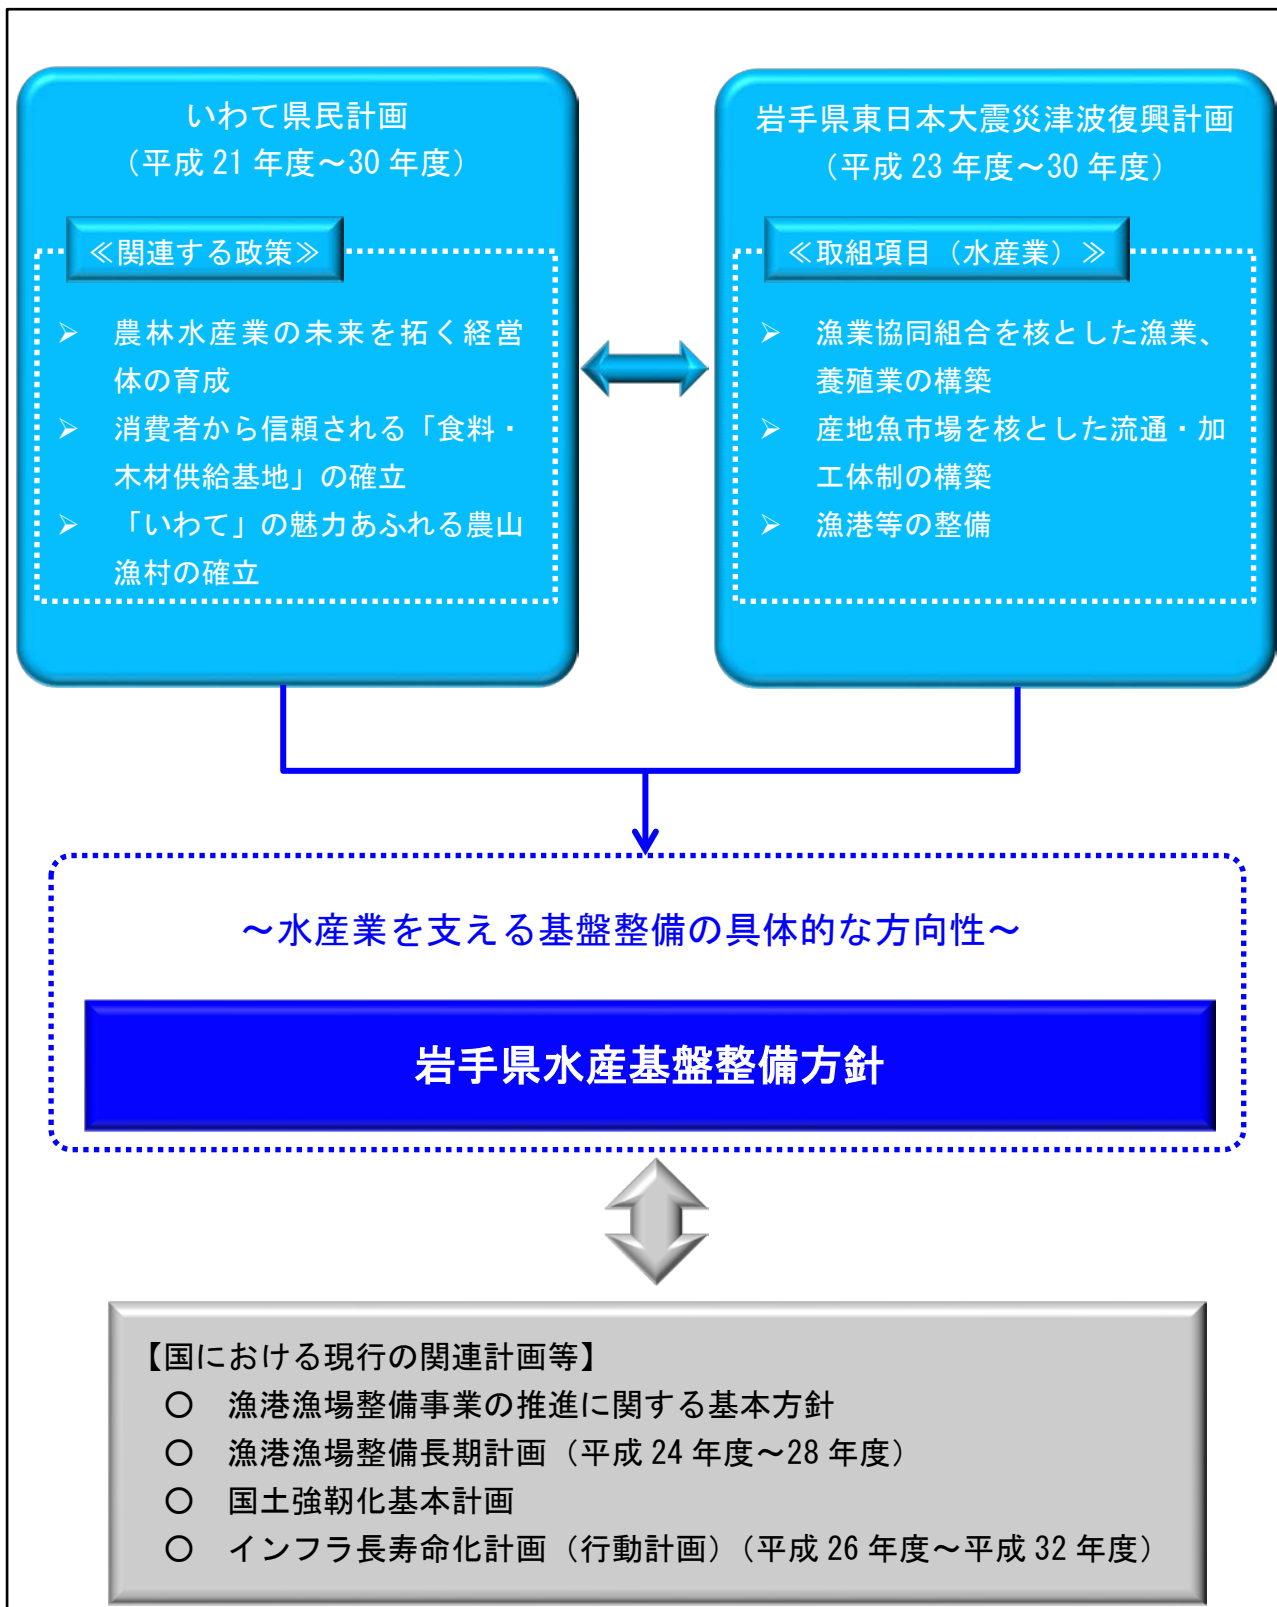 いわて県民計画
（平成 21 年度～30 年度）
≪関連する政策≫
➢ 農林水産業の未来を拓く経営
体の育成
➢ 消費者から信頼される「食料・
木材供給基地」の確立
➢ 「いわて」の魅力あふれる農山
漁村の確立
岩手県東日本大震災津波復興計画
（平成 23 年度～30 年度）
≪取組項目（水産業）≫
➢ 漁業協同組合を核とした漁業、
養殖業の構築
➢ 産地魚市場を核とした流通・加
工体制の構築
➢ 漁港等の整備
～水産業を支える基盤整備の具体的な方向性～
岩手県水産基盤整備方針
【国における現行の関連計画等】
○ 漁港漁場整備事業の推進に関する基本方針
○ 漁港漁場整備長期計画（平成 24 年度～28 年度）
○ 国土強靭化基本計画
○ インフラ長寿命化計画（行動計画）（平成 26 年度～平成 32 年度）